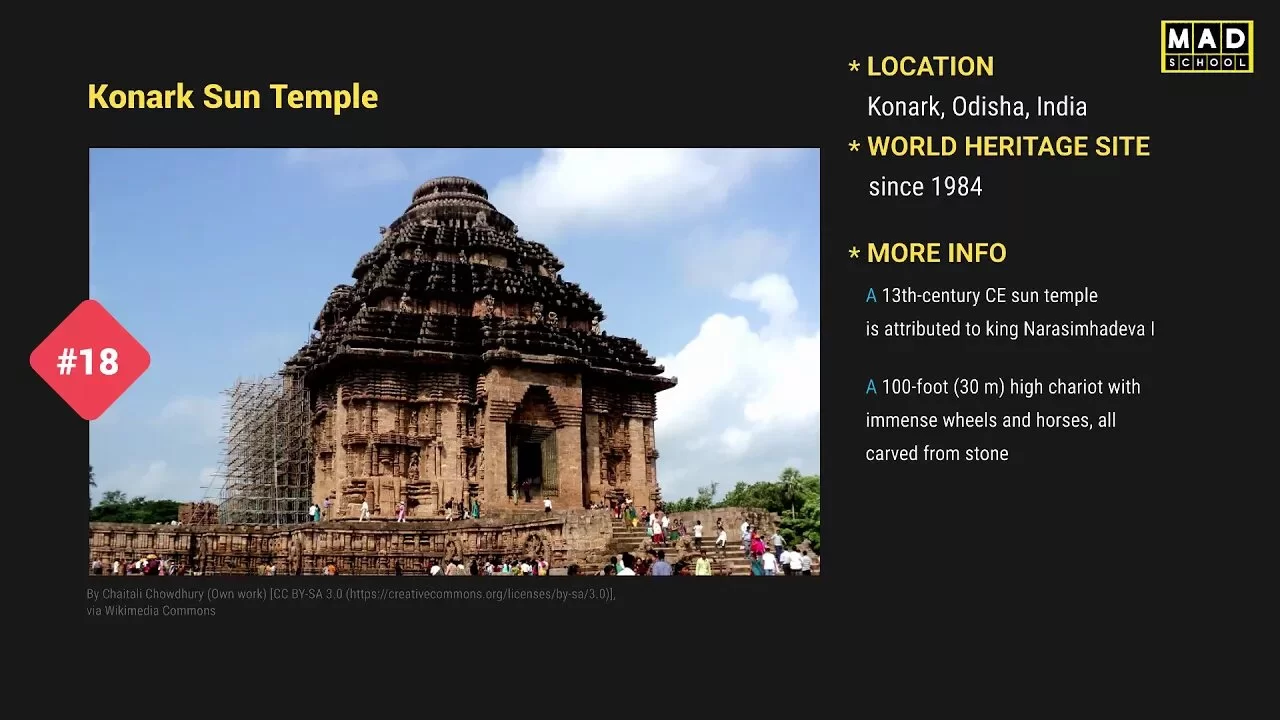 MAD
SCHOOL
Konark Sun Temple
#18
By Chaitali Chowdhury (Own work) [CC BY-SA 3.0 (https://creativecommons.org/licenses/by-sa/3.0)],
via Wikimedia Commons
* LOCATION
Konark, Odisha, India
* WORLD HERITAGE SITE
since 1984
* MORE INFO
A 13th-century CE sun temple
is attributed to king Narasimhadeva I
A 100-foot (30 m) high chariot with
immense wheels and horses, all
carved from stone